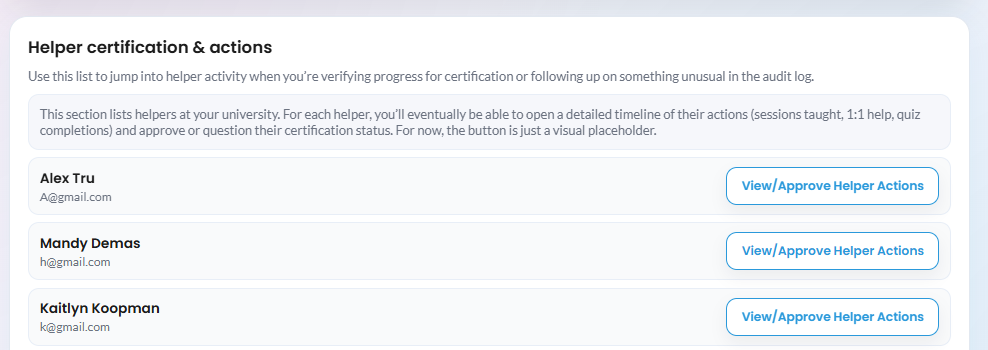 Helper certification & actions
Use this list to jump into helper activity when you’re verifying progress for certification or following up on something unusual in the audit log.
This section lists helpers at your university. For each helper, you’ll eventually be able to open a detailed timeline of their actions (sessions taught, 1:1 help, quiz
completions) and approve or question their certification status. For now, the button is just a visual placeholder.
Alex Tru
A@gmail.com
View/Approve Helper Actions
Mandy Demas
h@gmail.com
View/Approve Helper Actions
Kaitlyn Koopman
k@gmail.com
View/Approve Helper Actions